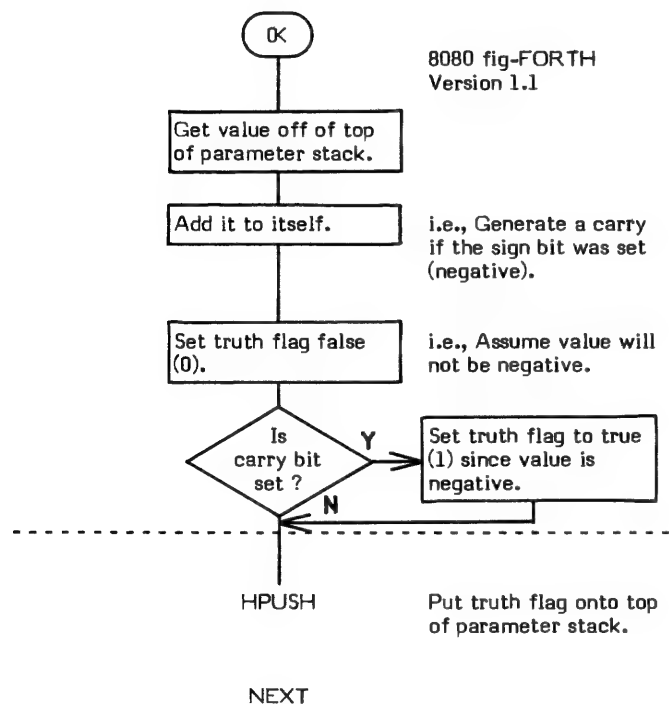 0<
8080 fig-FORTH
Version 1.1
Get value off of top
of parameter stack.
Add it to itself.
i.e., Generate a carry
if the sign bit was set
(negative).
Set truth flag false
(0).
i.e., Assume value will
not be negative.
Is
carry bit
set ?
Y
N
Set truth flag to true
(1) since value is
negative.
HPUSH
Put truth flag onto top
of parameter stack.
NEXT